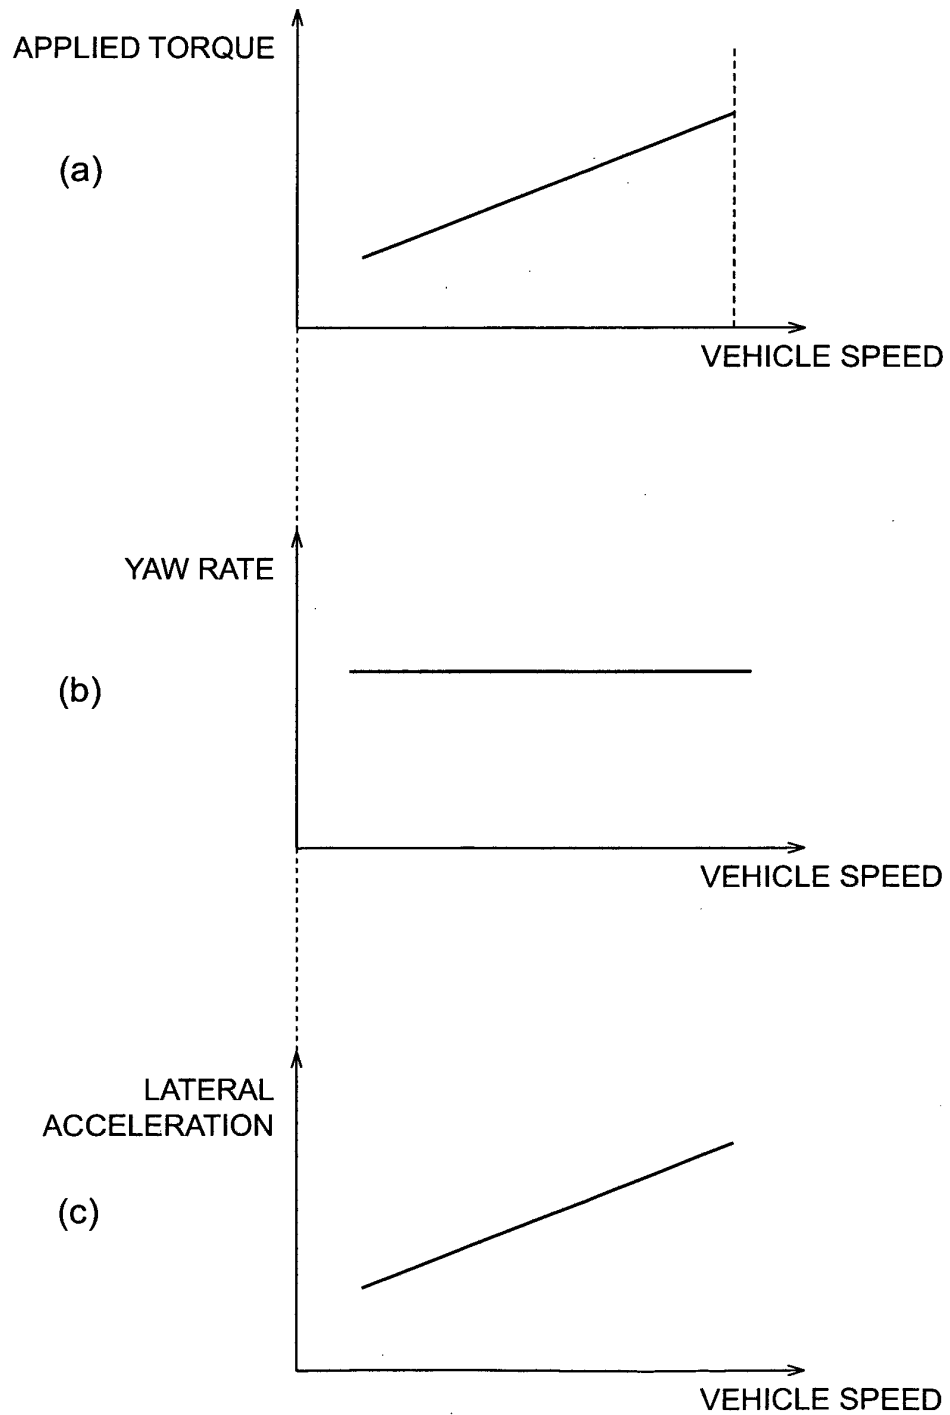 APPLIED TORQUE
(a)
VEHICLE SPEED
YAW RATE
(b)
VEHICLE SPEED
LATERAL
ACCELERATION
(c)
VEHICLE SPEED